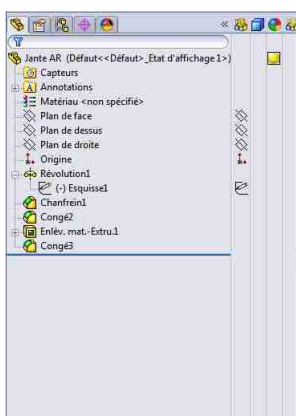 Jante AR (Défaut<<Défaut>_Etat d'affichage 1>)
Capteurs
Annotations
Matériau <non spécifié>
Plan de face
Plan de dessus
Plan de droite
Origine
Révolution1
(-) Esquisse1
Chanfrein1
Congé2
Enlèv. mat.-Extru.1
Congé3